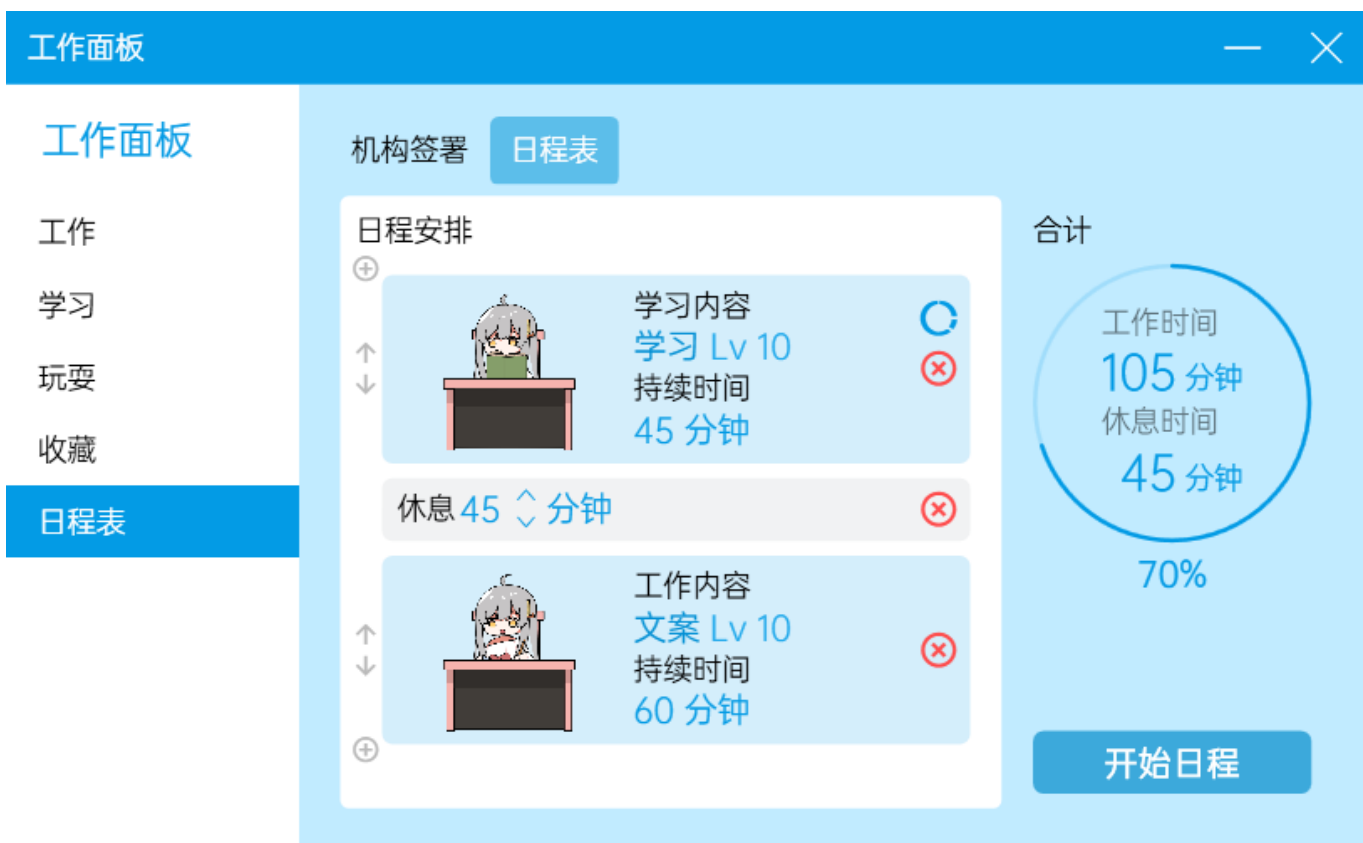 工作面板
工作面板
工作
学习
玩耍
收藏
日程表
机构签署
日程表
日程安排
学习内容
学习 Lv 10
持续时间
45 分钟
休息 45 分钟
工作内容
文案 Lv 10
持续时间
60 分钟
合计
工作时间
105 分钟
休息时间
45 分钟
70%
开始日程